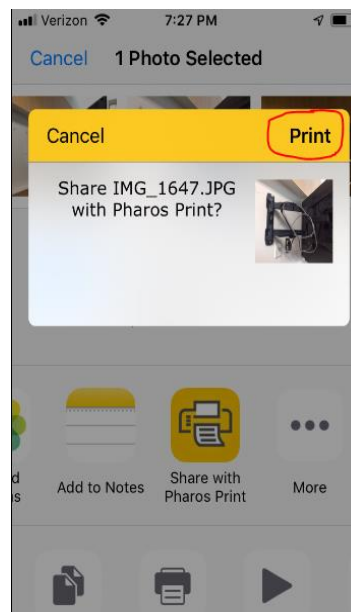 Verizon 7:27 PM
Cancel 1 Photo Selected
Cancel Print
Share IMG_1647.JPG
with Pharos Print?
d
s
Add to Notes
Share with
Pharos Print
More